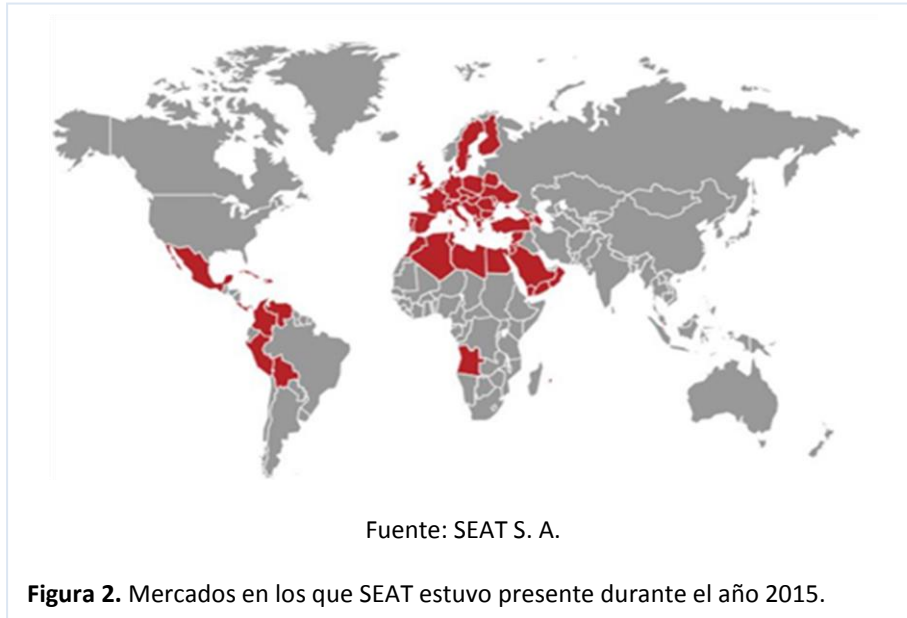 Fuente: SEAT S. A.
Figura 2. Mercados en los que SEAT estuvo presente durante el año 2015.